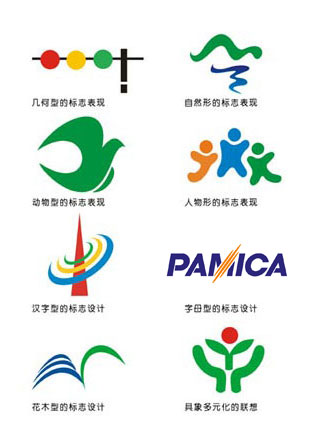 几何型的标志表现
自然形的标志表现
动物型的标志表现
人物形的标志表现
PAMICA
汉字型的标志设计
字母型的标志设计
花木型的标志设计
具象多元化的联想